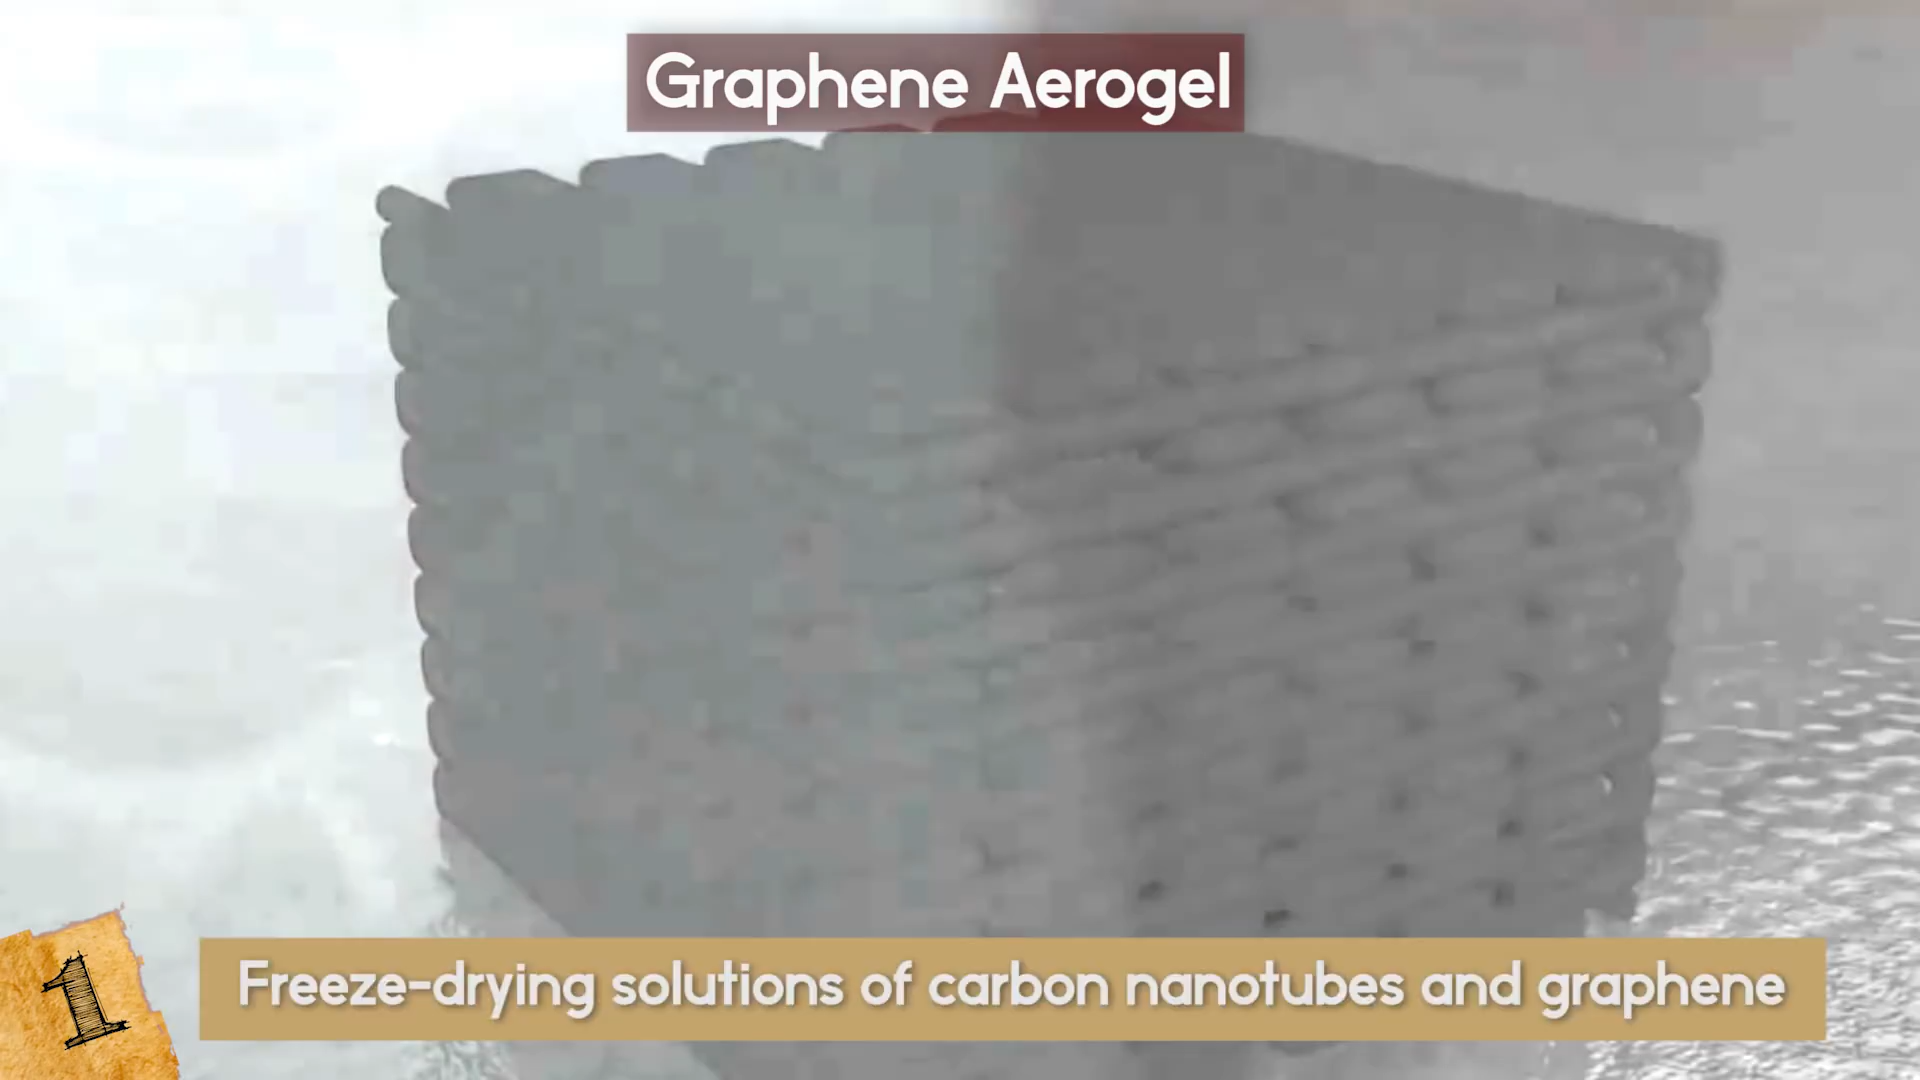 Graphene Aerogel
Freeze-drying solutions of carbon nanotubes and graphene
1